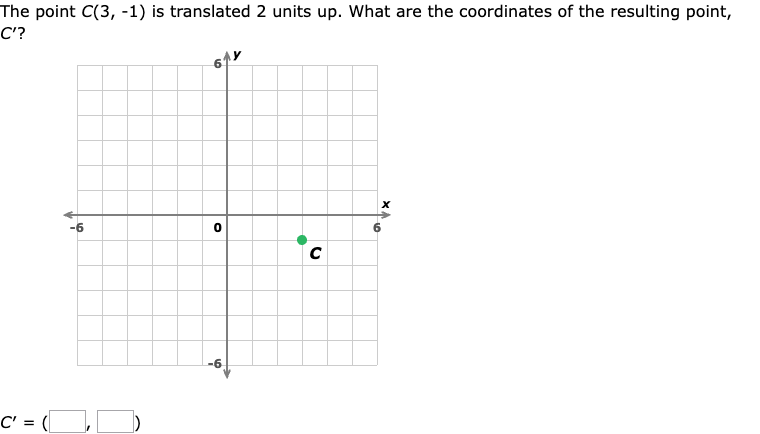 The point C(3, -1) is translated 2 units up. What are the coordinates of the resulting point,
C'?
6 y
x
-6 0 6
C
-6
C' = ( , )